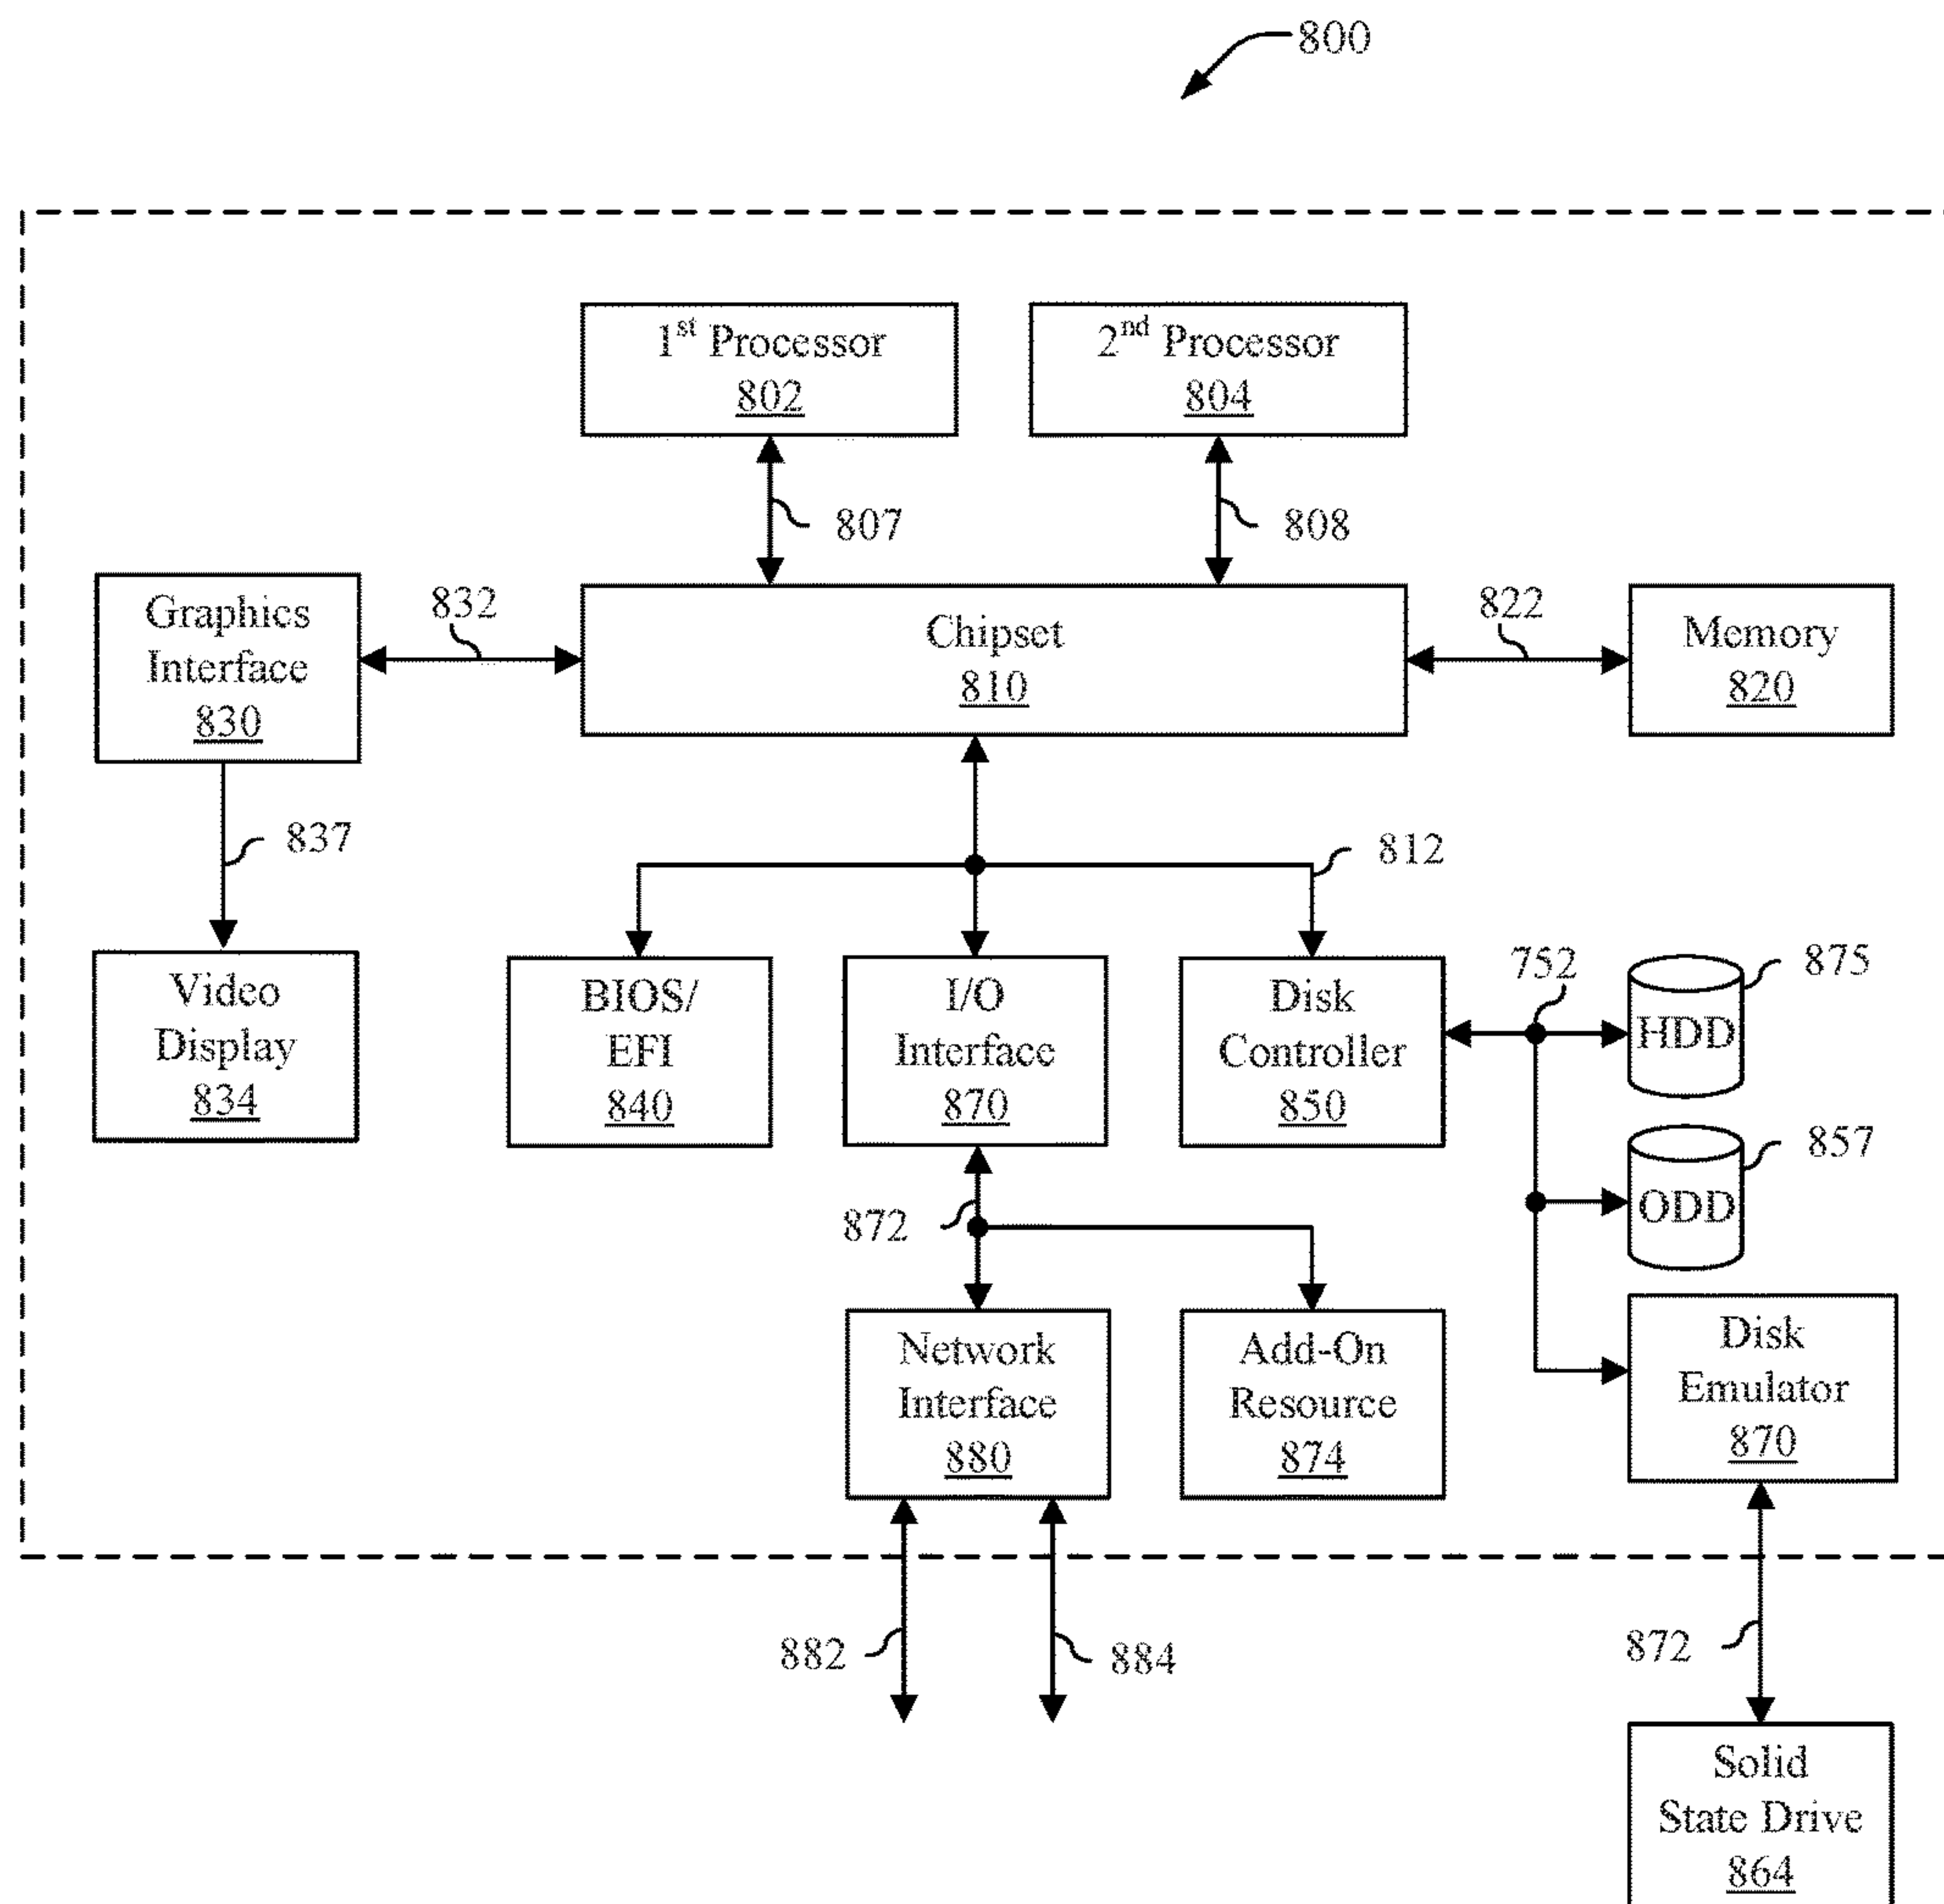 800
1st Processor
802
2nd Processor
804
807
808
Graphics
Interface
830
832
Chipset
810
822
Memory
820
837
812
Video
Display
834
BIOS/
EFI
840
I/O
Interface
870
Disk
Controller
850
752
HDD
875
ODD
857
872
Network
Interface
880
Add-On
Resource
874
Disk
Emulator
870
882
884
872
Solid
State Drive
864